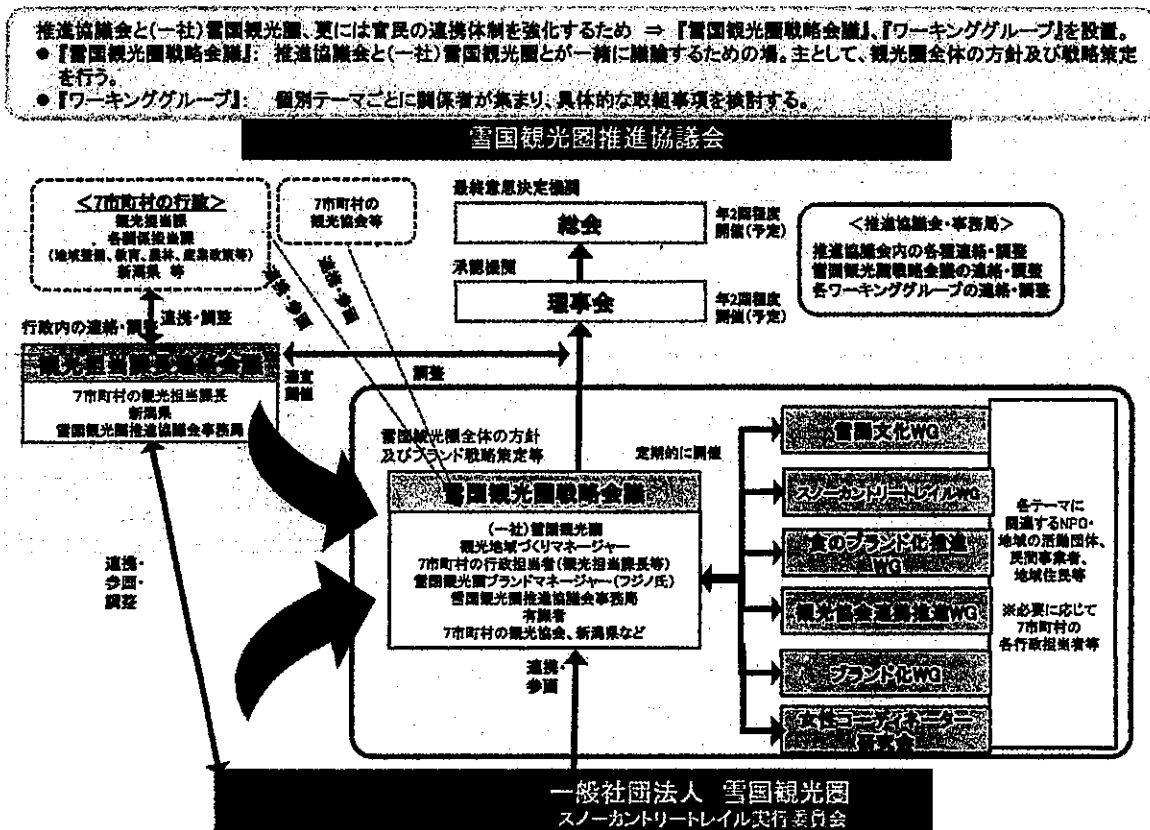 推進協議会と(一社)雪国観光圏、更には官民の連携体制を強化するため ⇒ 『雪国観光圏戦略会議』、『ワーキンググループ』を設置。
● 『雪国観光圏戦略会議』: 推進協議会と(一社)雪国観光圏とが一緒に議論するための場。主として、観光圏全体の方針及び戦略策定
を行う。
● 『ワーキンググループ』: 個別テーマごとに関係者が集まり、具体的な取組事項を検討する。
雪国観光圏推進協議会
<7市町村の行政>
観光担当課
各関係担当課
(地域整備、教育、農林、産業政策等)
新潟県 等
7市町村の
観光協会等
最終意思決定機関
総会
年2回程度
開催(予定)
承認機関
理事会
年2回程度
開催(予定)
<推進協議会・事務局>
推進協議会内の各種連絡・調整
雪国観光圏戦略会議の連絡・調整
各ワーキンググループの連絡・調整
連携・参画
連携・参画
連携・調整
行政内の連絡・調整
観光担当課長連絡会議
7市町村の観光担当課長
新潟県
雪国観光圏推進協議会事務局
適宜
開催
調整
雪国観光圏全体の方針
及びブランド戦略策定等
定期的に開催
雪国観光圏戦略会議
(一社)雪国観光圏
観光地域づくりマネージャー
7市町村の行政担当者(観光担当課長等)
雪国観光圏ブランドマネージャー(フジノ氏)
雪国観光圏推進協議会事務局
有識者
7市町村の観光協会、新潟県など
連携・
参画
連携・
参画・
調整
雪国文化WG
スノーカントリートレイルWG
食のブランド化推進
WG
観光協会連携推進WG
ブランド化WG
女性コーディネーター
研究会
各テーマに
関連するNPO・
地域の活動団体、
民間事業者、
地域住民等
※必要に応じて
7市町村の
各行政担当者等
一般社団法人 雪国観光圏
スノーカントリートレイル実行委員会